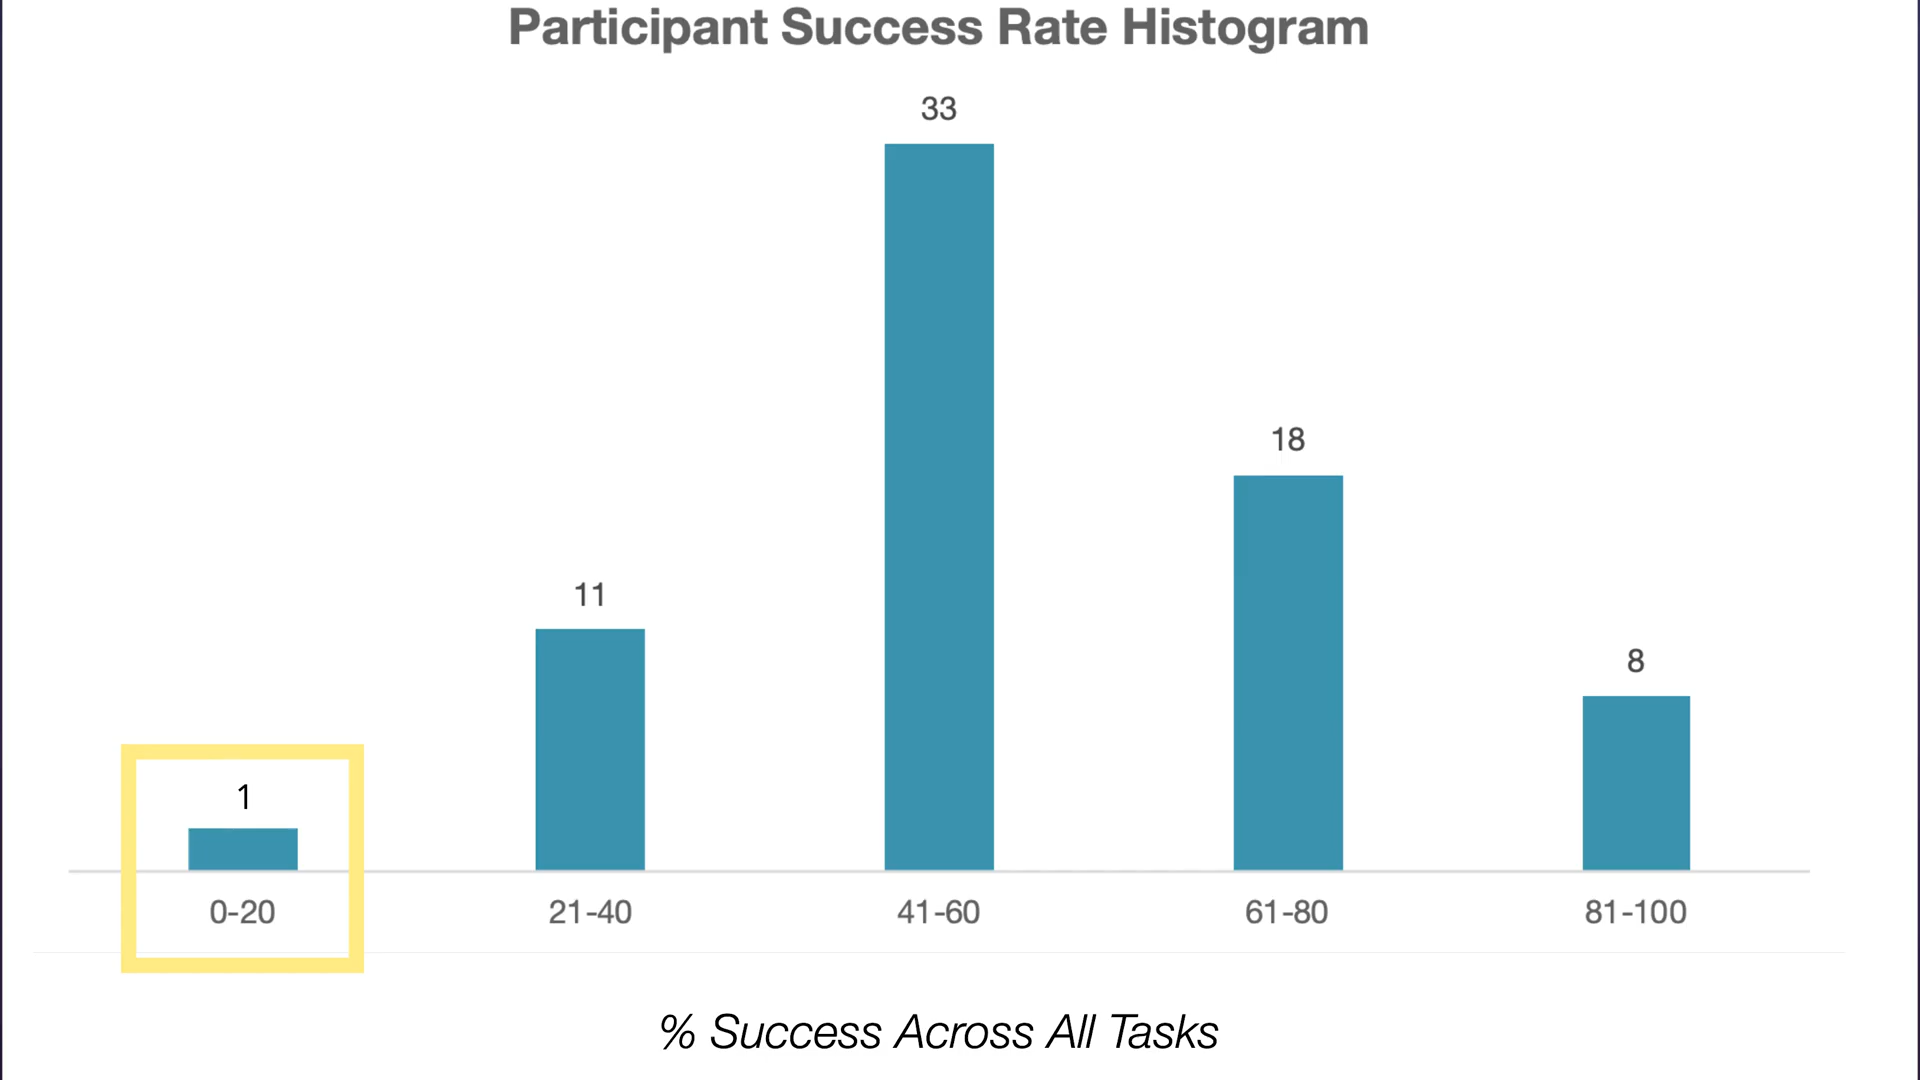 Participant Success Rate Histogram
33
18
11
8
1
0-20 21-40 41-60 61-80 81-100
% Success Across All Tasks